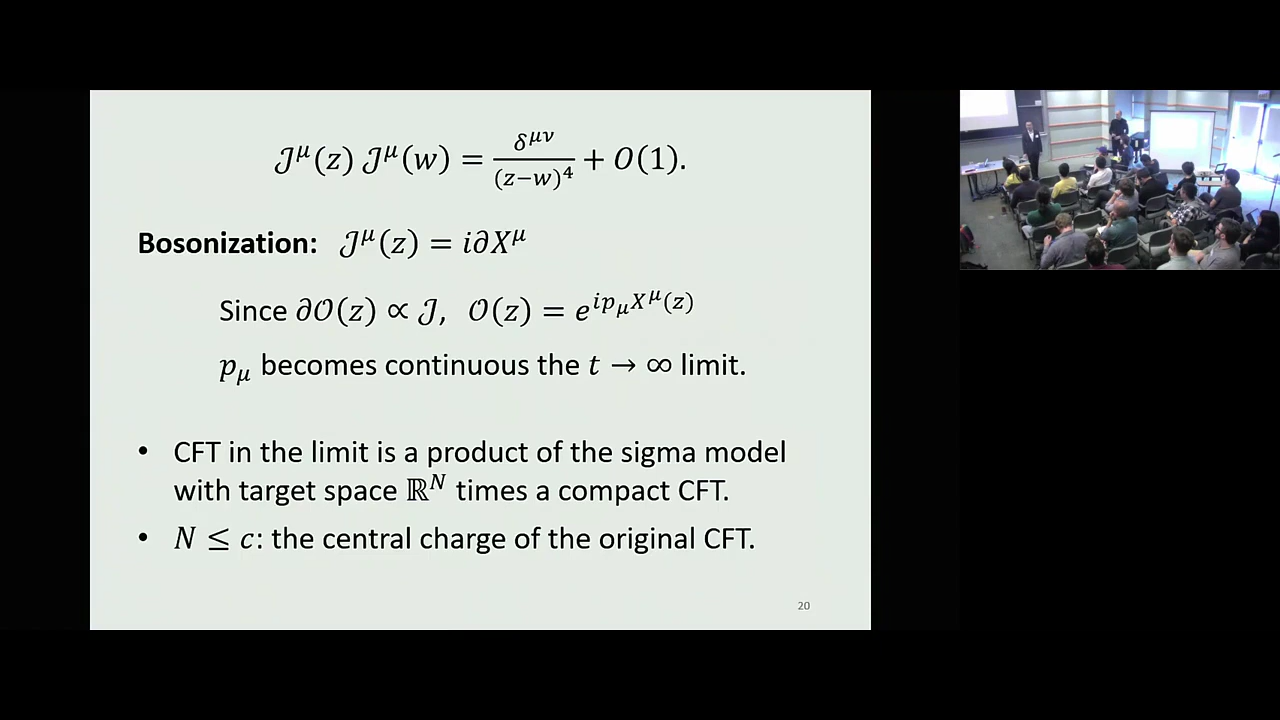 𝒥^μ(z) 𝒥^μ(w) = δ^{μν}/(z−w)^4 + O(1).
Bosonization: 𝒥^μ(z) = i∂X^μ
Since ∂𝒪(z) ∝ 𝒥, 𝒪(z) = e^{ip_μX^μ(z)}
p_μ becomes continuous the t → ∞ limit.
• CFT in the limit is a product of the sigma model
with target space ℝ^N times a compact CFT.
• N ≤ c: the central charge of the original CFT.
20